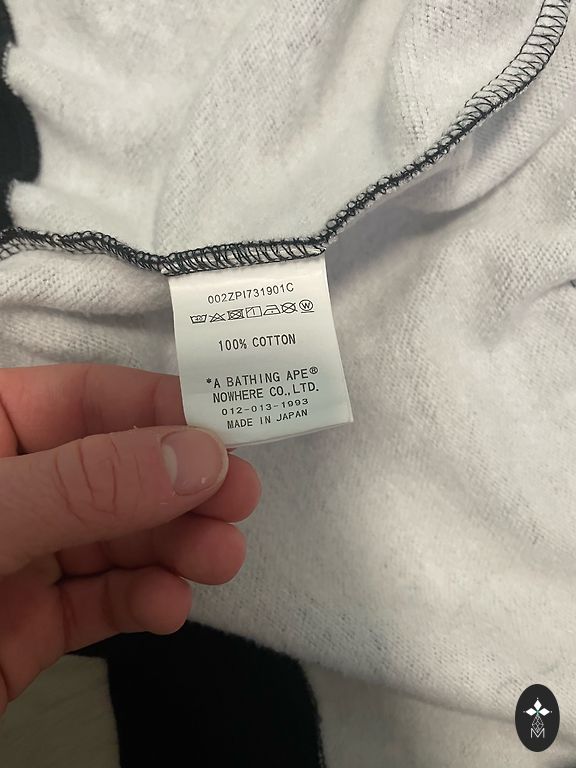 002ZPI731901C
100% COTTON
*A BATHING APE®
NOWHERE CO.,LTD.
012-013-1993
MADE IN JAPAN